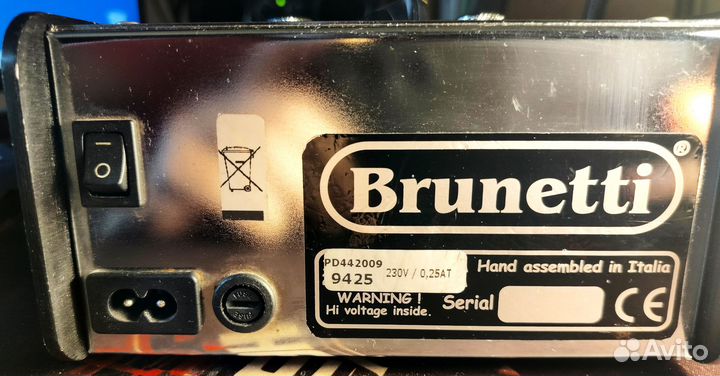 Brunetti®
PD442009
9425 230V / 0,25AT
Hand assembled in Italia
WARNING !
Hi voltage inside.
Serial
CE
Avito